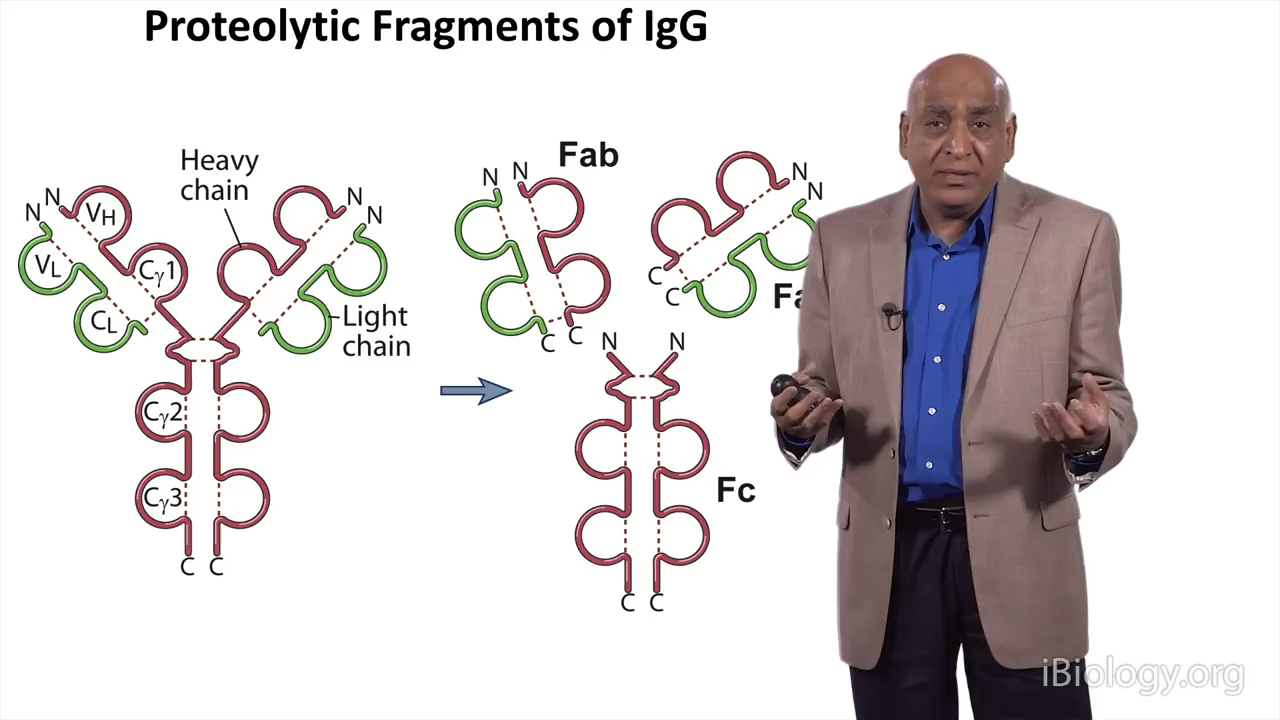 Proteolytic Fragments of IgG
Heavy
chain
Fab
N
N
N
N
N
N
N
N
VH
VL
Cγ1
CL
C
C
Light
chain
C
C
N
N
Cγ2
Cγ3
Fc
C
C
C
C
iBiology.org